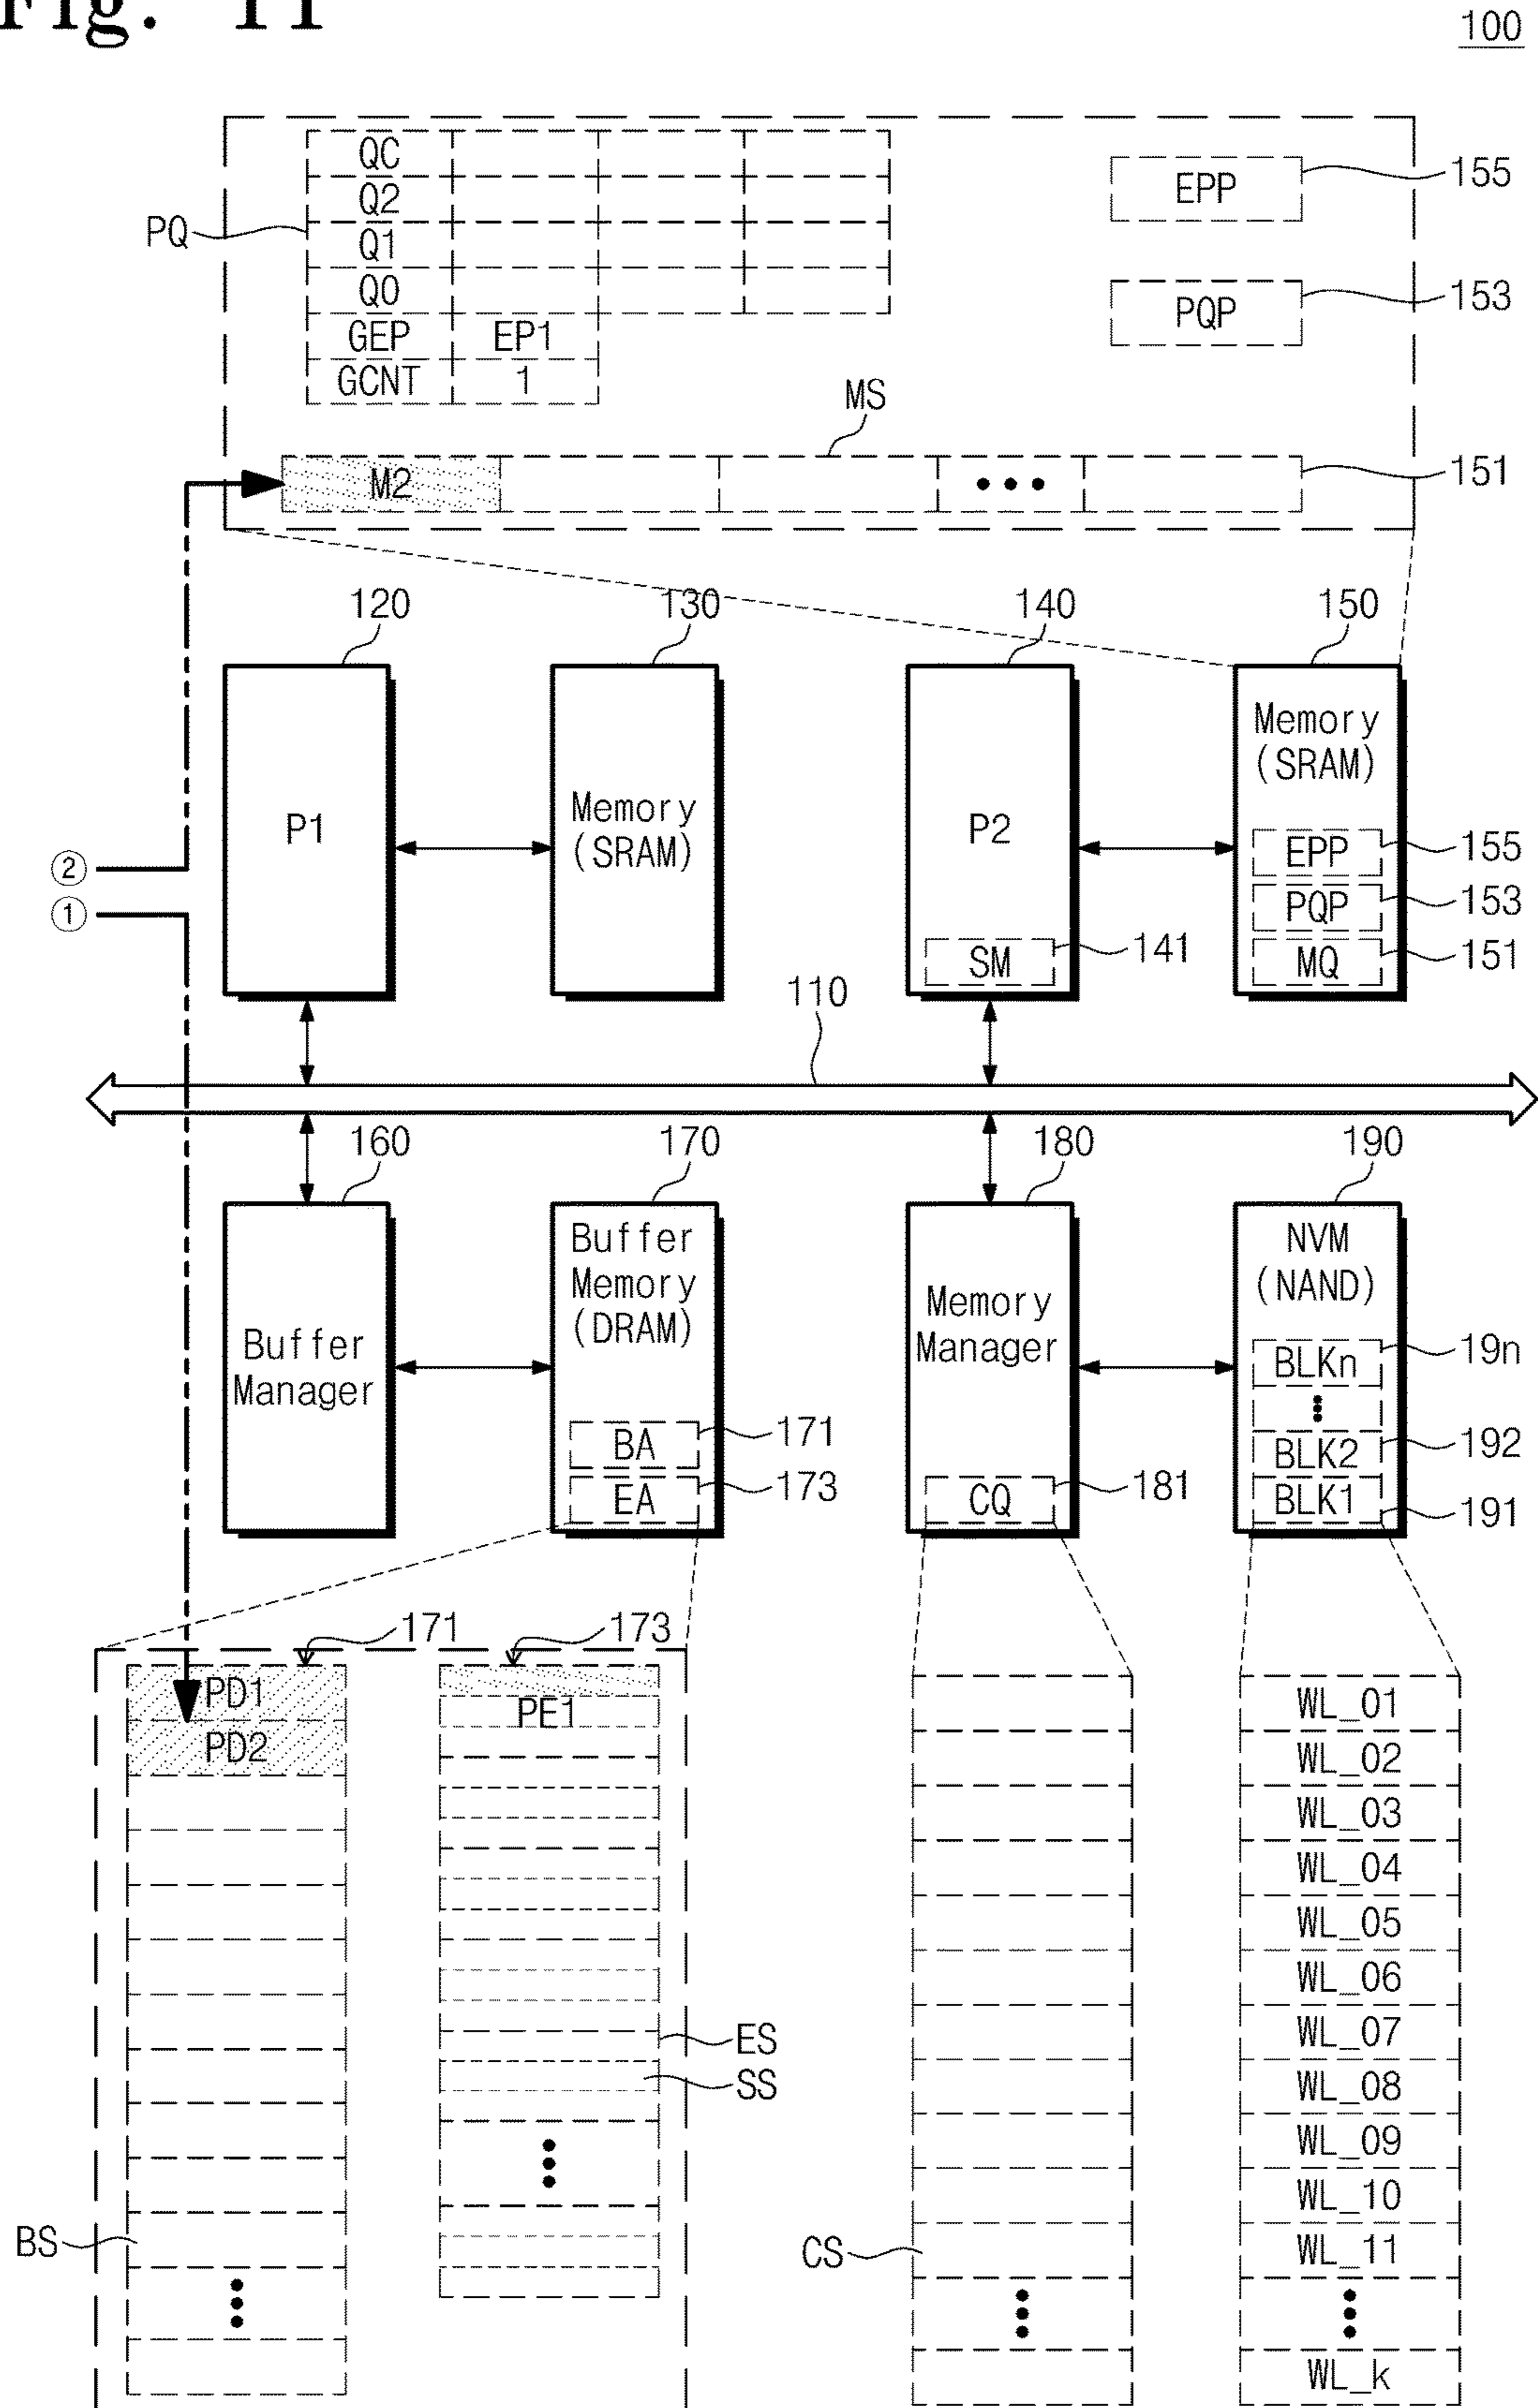 Fig. 11
100
QC
Q2
Q1
Q0
GEP EP1
GCNT 1
PQ
EPP 155
PQP 153
MS
M2 ••• 151
120 130 140 150
P1
Memory
(SRAM)
P2
SM 141
Memory
(SRAM)
EPP 155
PQP 153
MQ 151
②
①
110
160 170 180 190
Buffer
Manager
Buffer
Memory
(DRAM)
BA 171
EA 173
Memory
Manager
CQ 181
NVM
(NAND)
BLKn 19n
BLK2 192
BLK1 191
171 173
PD1
PD2
PE1
ES
SS
BS
CS
WL_01
WL_02
WL_03
WL_04
WL_05
WL_06
WL_07
WL_08
WL_09
WL_10
WL_11
WL_k